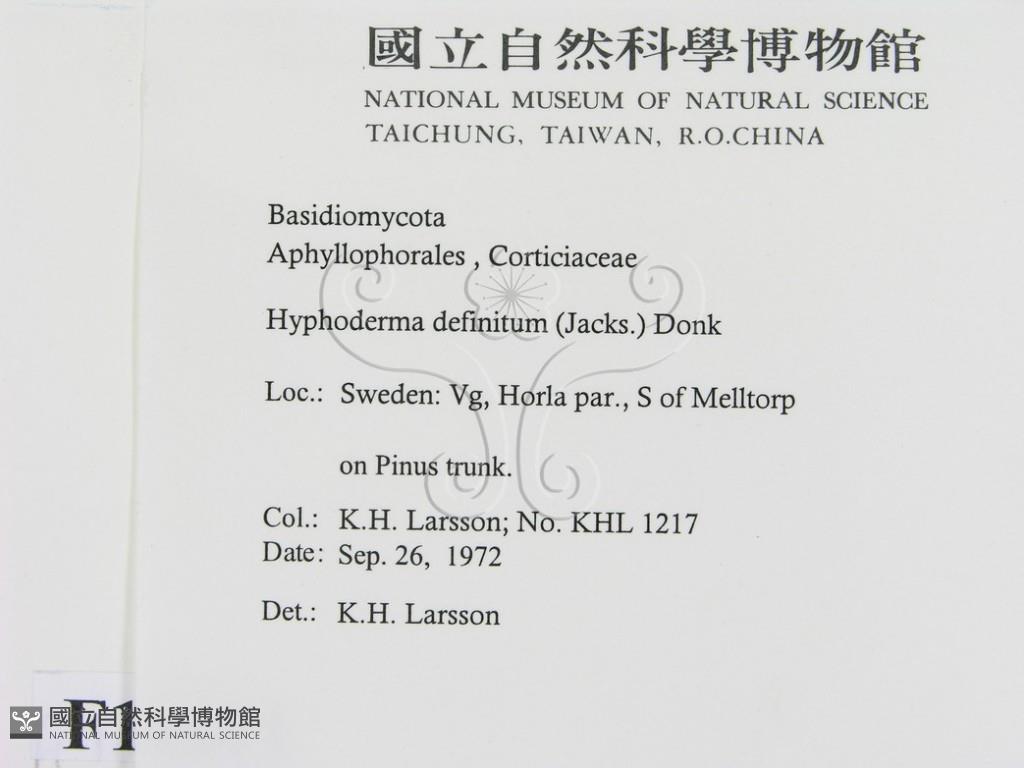 國立自然科學博物館
NATIONAL MUSEUM OF NATURAL SCIENCE
TAICHUNG, TAIWAN, R.O.CHINA
Basidiomycota
Aphyllophorales , Corticiaceae
Hyphoderma definitum (Jacks.) Donk
Loc.: Sweden: Vg, Horla par., S of Melltorp
on Pinus trunk.
Col.: K.H. Larsson; No. KHL 1217
Date: Sep. 26, 1972
Det.: K.H. Larsson
F1
國立自然科學博物館
NATIONAL MUSEUM OF NATURAL SCIENCE